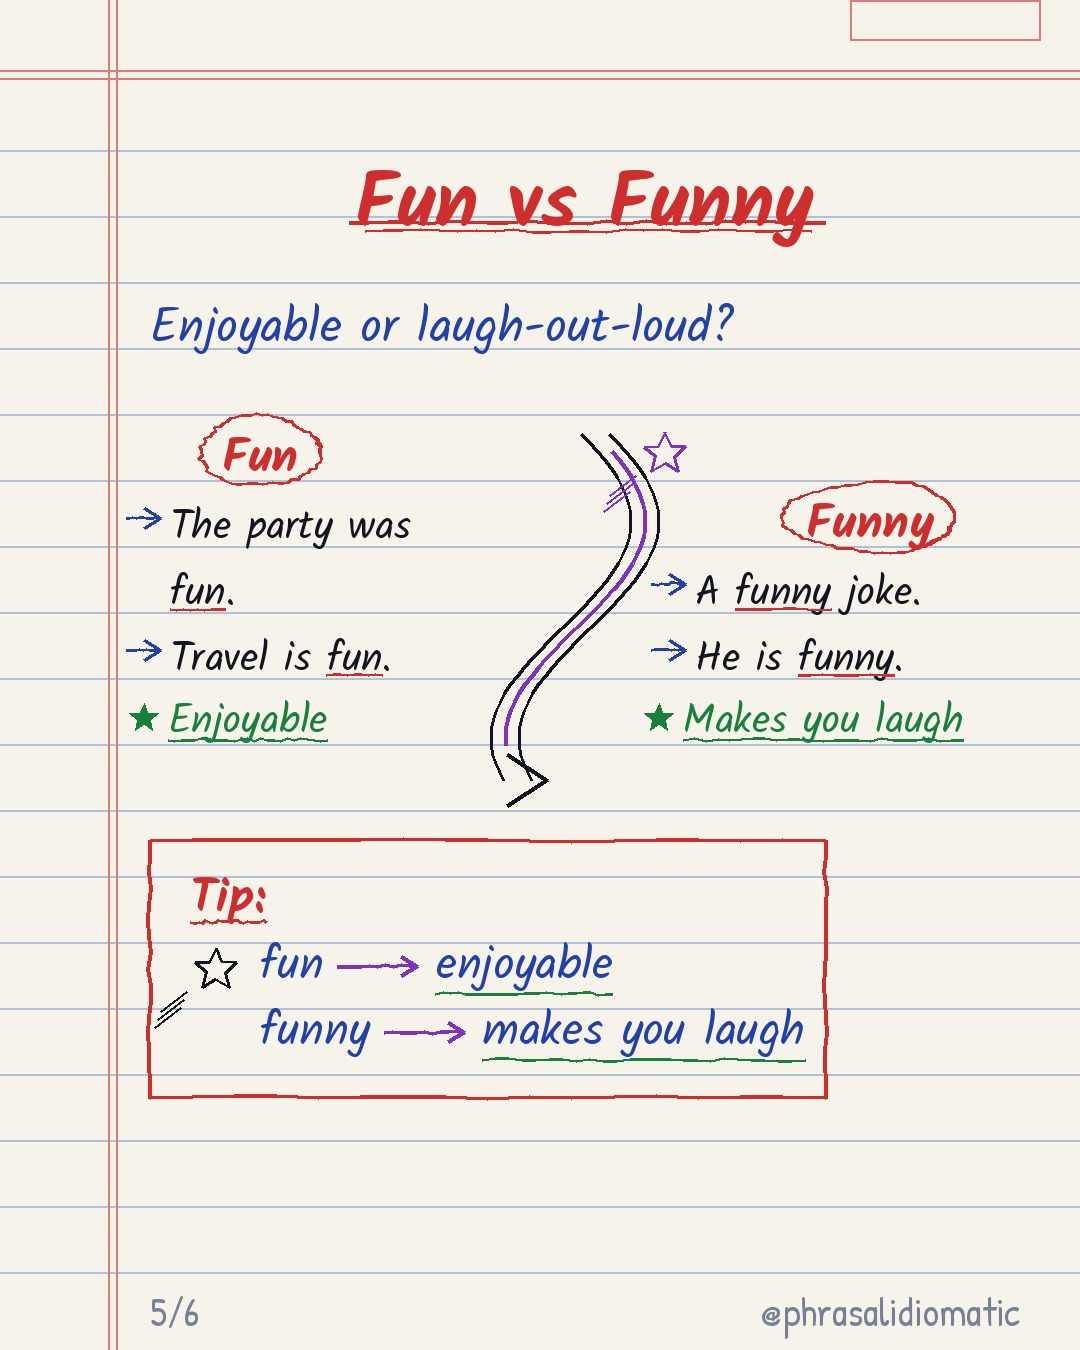 Fun vs Funny
Enjoyable or laugh-out-loud?
Fun
→ The party was
fun.
→ Travel is fun.
★ Enjoyable
Funny
→ A funny joke.
→ He is funny.
★ Makes you laugh
Tip:
☆ fun → enjoyable
funny → makes you laugh
5/6
@phrasalidiomatic